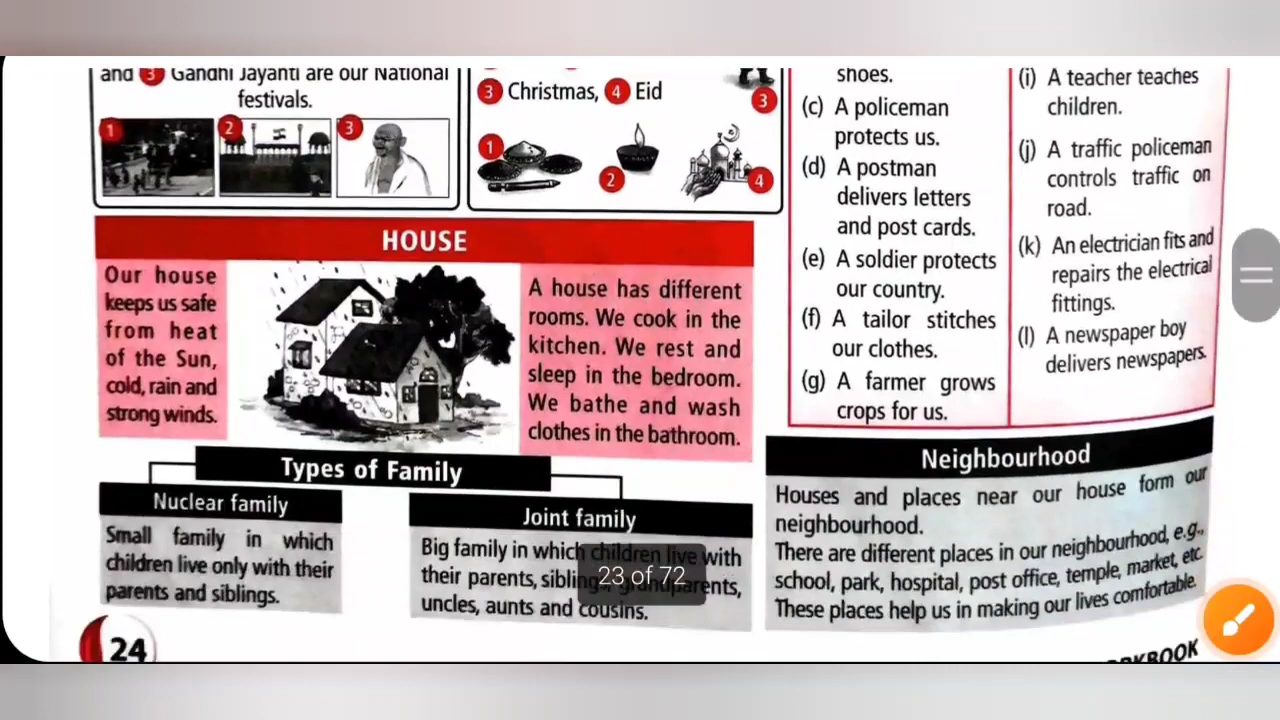 and 3 Gandhi Jayanti are our National
festivals.
1
2
3
3 Christmas, 4 Eid
3
1
2
4
HOUSE
Our house
keeps us safe
from heat
of the Sun,
cold, rain and
strong winds.
A house has different
rooms. We cook in the
kitchen. We rest and
sleep in the bedroom.
We bathe and wash
clothes in the bathroom.
Types of Family
Nuclear family
Small family in which
children live only with their
parents and siblings.
Joint family
Big family in which children live with
their parents, siblings, grandparents,
uncles, aunts and cousins.
23 of 72
shoes.
(c) A policeman
protects us.
(d) A postman
delivers letters
and post cards.
(e) A soldier protects
our country.
(f) A tailor stitches
our clothes.
(g) A farmer grows
crops for us.
(i) A teacher teaches
children.
(j) A traffic policeman
controls traffic on
road.
(k) An electrician fits and
repairs the electrical
fittings.
(l) A newspaper boy
delivers newspapers.
Neighbourhood
Houses and places near our house form our
neighbourhood.
There are different places in our neighbourhood, e.g.,
school, park, hospital, post office, temple, market, etc.
These places help us in making our lives comfortable.
24